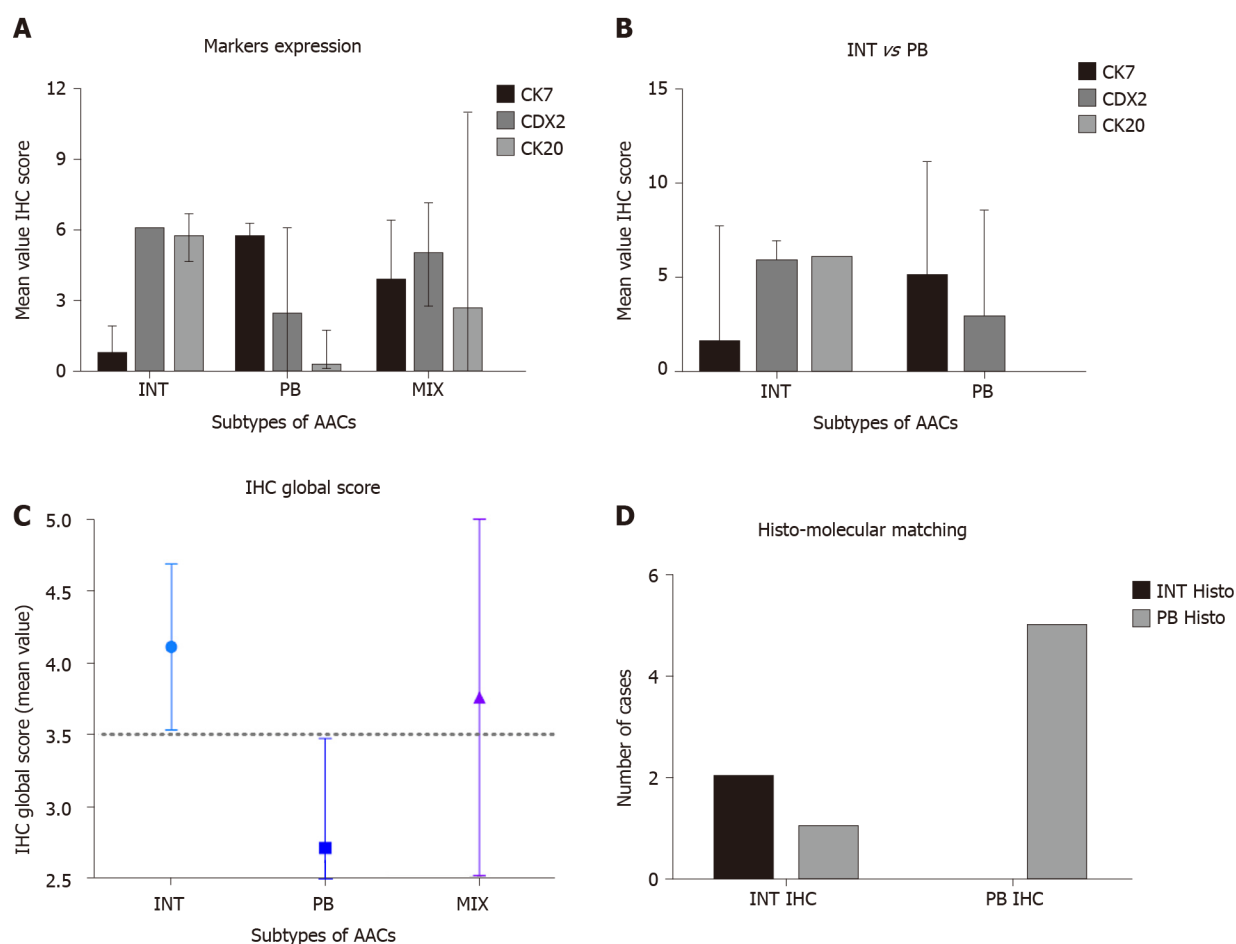 A
Markers expression
12
9
6
3
0
Mean value IHC score
CK7
CDX2
CK20
INT
PB
MIX
Subtypes of AACs
B
INT vs PB
15
10
5
0
Mean value IHC score
CK7
CDX2
CK20
INT
PB
Subtypes of AACs
C
IHC global score
5.0
4.5
4.0
3.5
3.0
2.5
IHC global score (mean value)
INT
PB
MIX
Subtypes of AACs
D
Histo-molecular matching
6
4
2
0
Number of cases
INT Histo
PB Histo
INT IHC
PB IHC